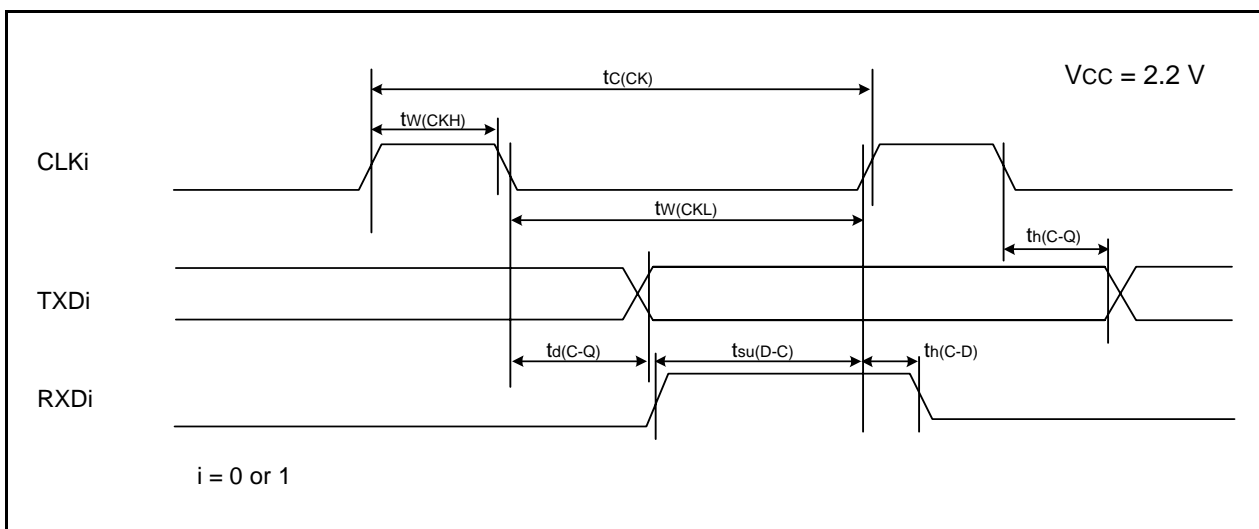 tC(CK)
VCC = 2.2 V
tW(CKH)
CLKi
tW(CKL)
th(C-Q)
TXDi
td(C-Q)
tsu(D-C)
th(C-D)
RXDi
i = 0 or 1